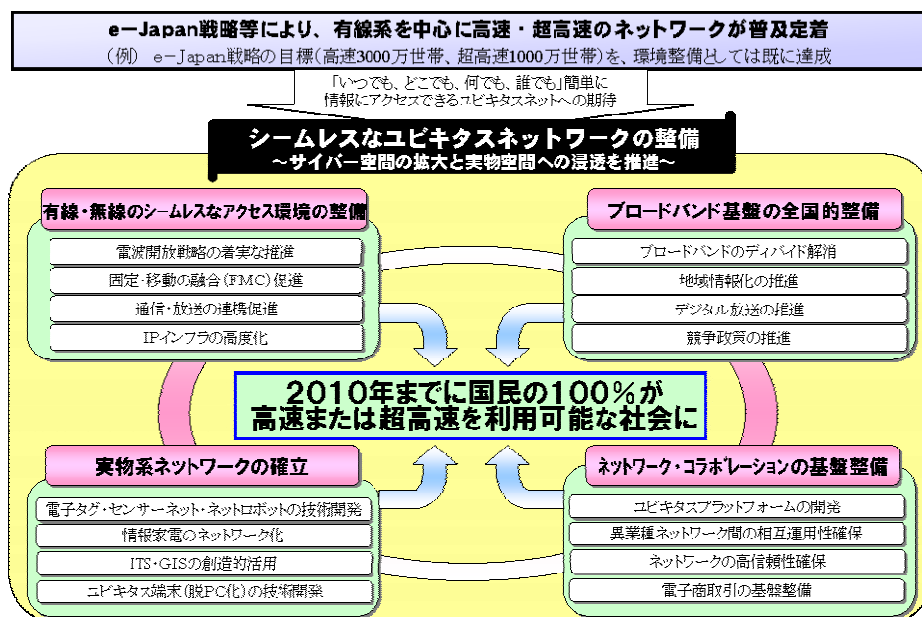 e-Japan戦略等により、有線系を中心に高速・超高速のネットワークが普及定着
(例) e-Japan戦略の目標(高速3000万世帯、超高速1000万世帯)を、環境整備としては既に達成
「いつでも、どこでも、何でも、誰でも」簡単に
情報にアクセスできるユビキタスネットへの期待
シームレスなユビキタスネットワークの整備
~サイバー空間の拡大と実物空間への浸透を推進~
有線・無線のシームレスなアクセス環境の整備
電波開放戦略の着実な推進
固定・移動の融合(FMC)促進
通信・放送の連携促進
IPインフラの高度化
ブロードバンド基盤の全国的整備
ブロードバンドのディバイド解消
地域情報化の推進
デジタル放送の推進
競争政策の推進
2010年までに国民の100%が
高速または超高速を利用可能な社会に
実物系ネットワークの確立
電子タグ・センサーネット・ネットロボットの技術開発
情報家電のネットワーク化
ITS・GISの創造的活用
ユビキタス端末(脱PC化)の技術開発
ネットワーク・コラボレーションの基盤整備
ユビキタスプラットフォームの開発
異業種ネットワーク間の相互運用性確保
ネットワークの高信頼性確保
電子商取引の基盤整備